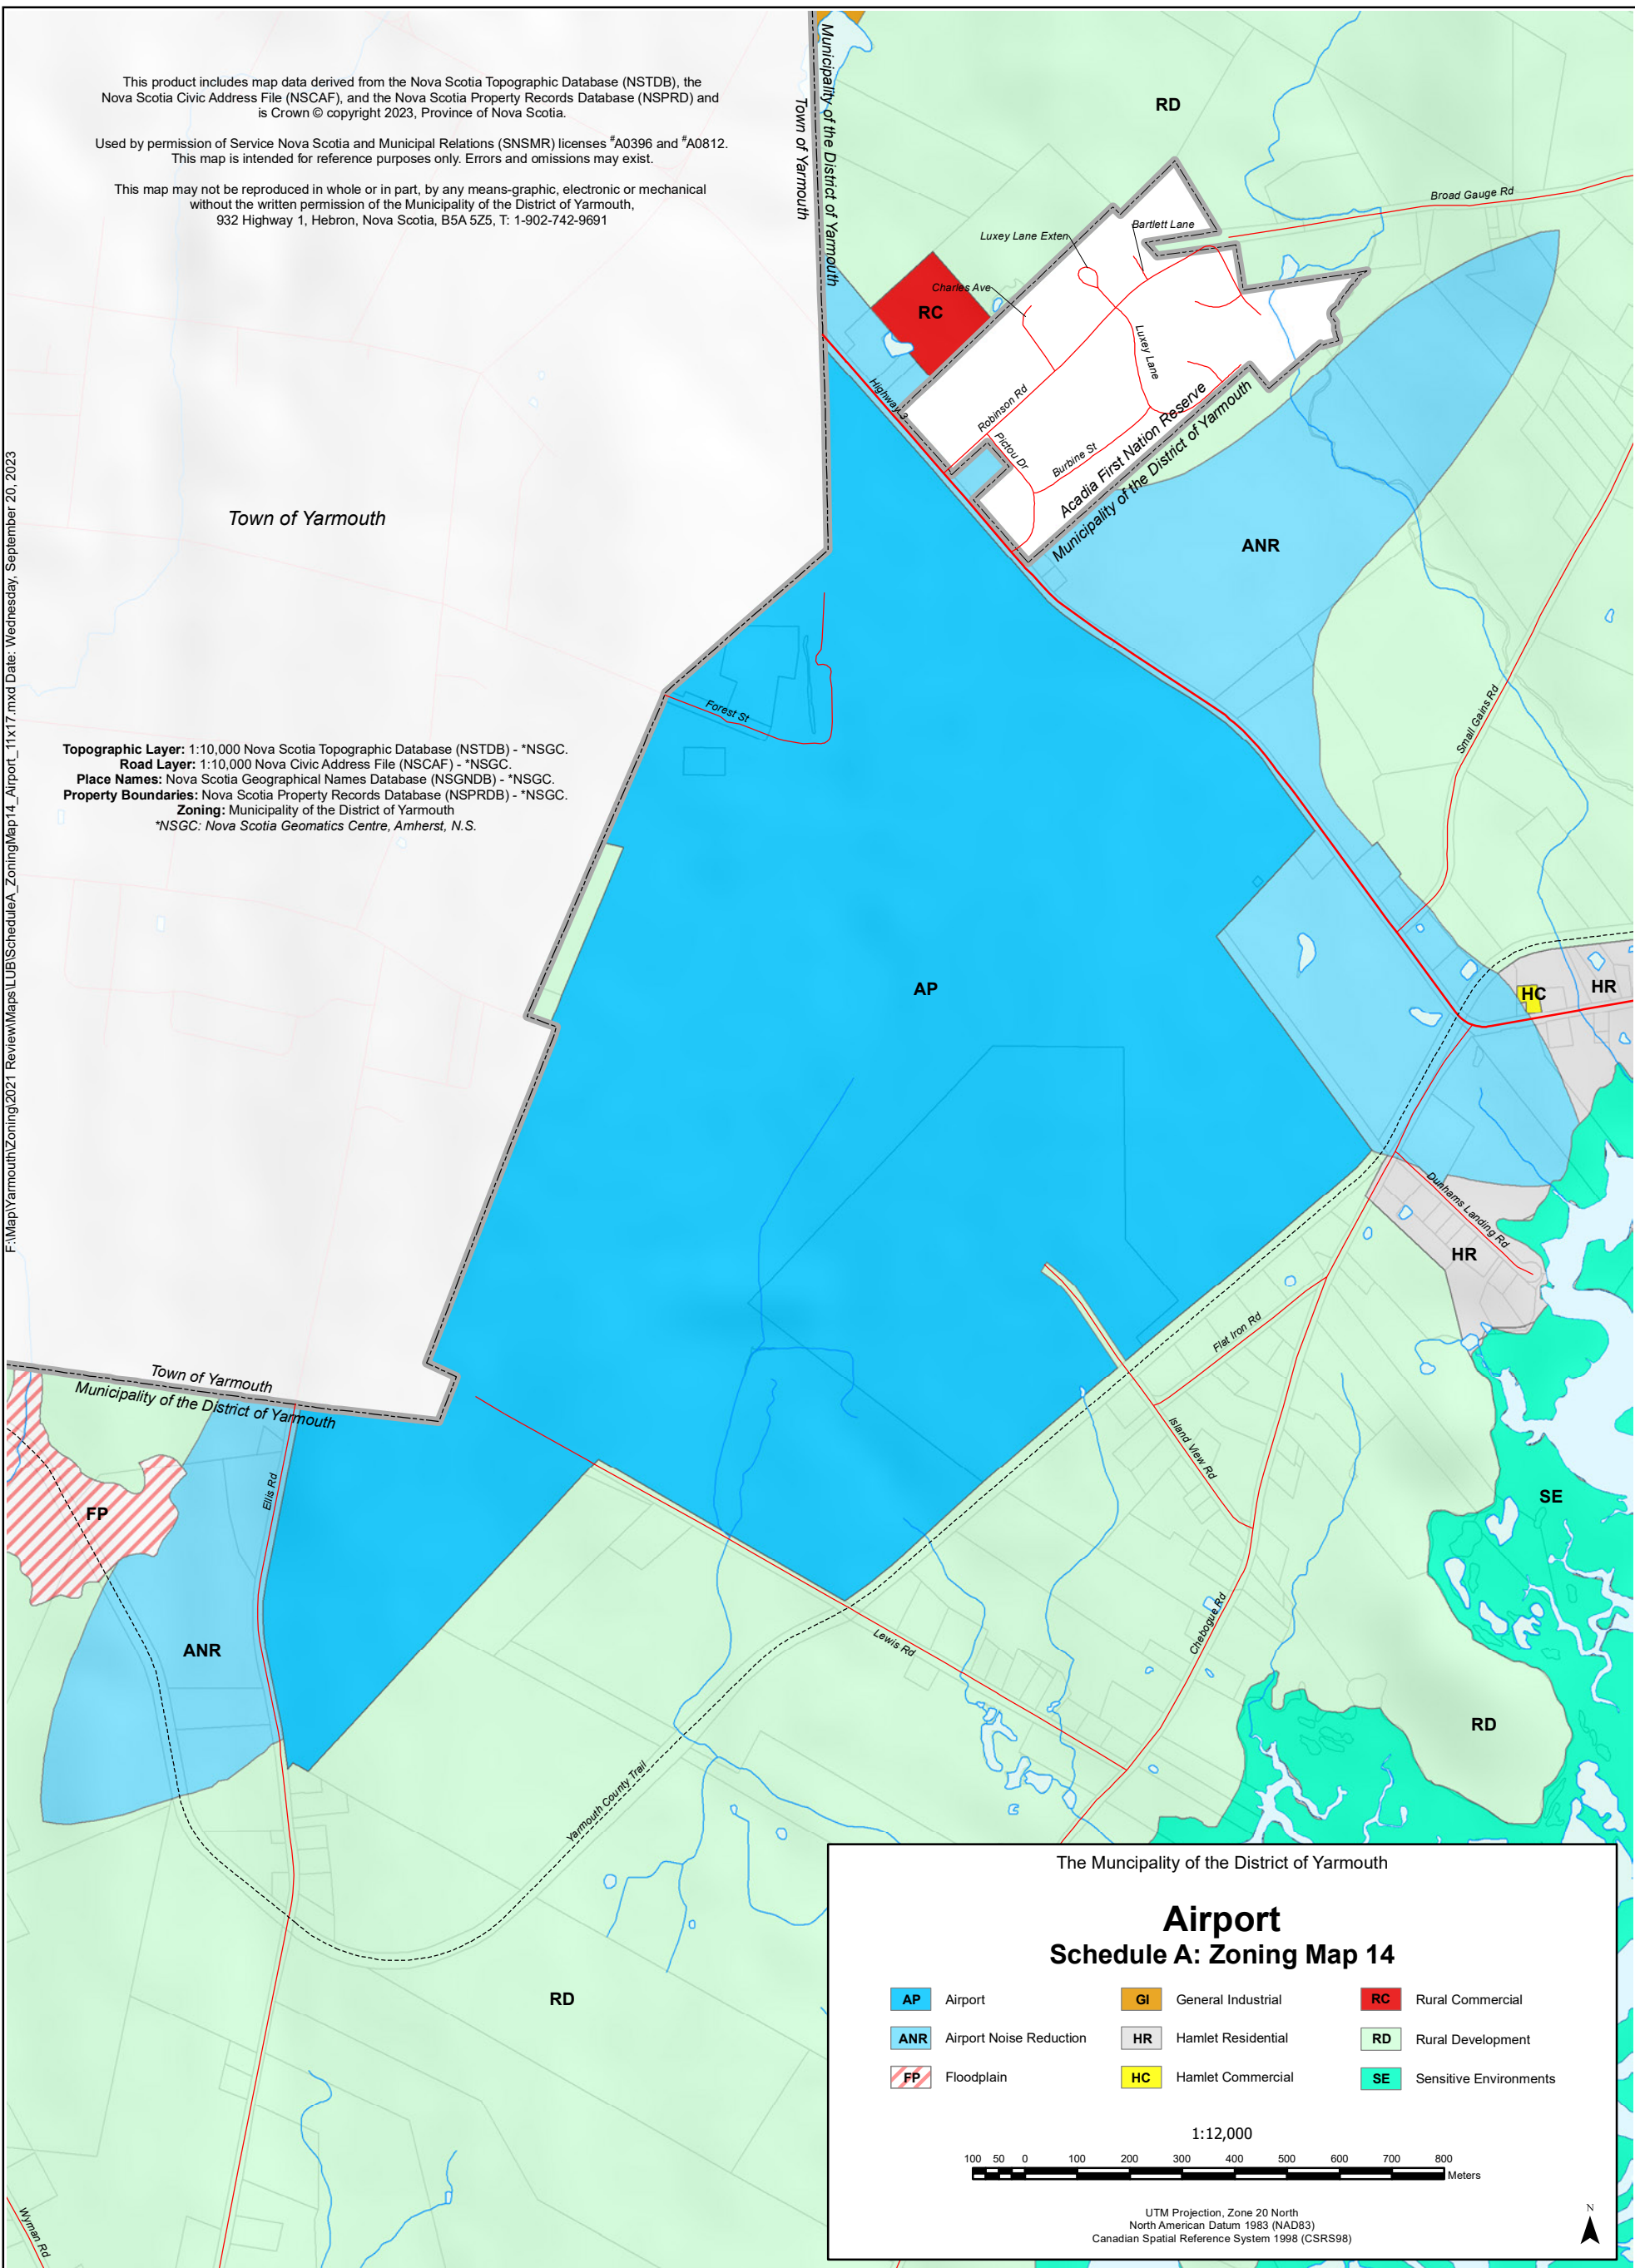 This product includes map data derived from the Nova Scotia Topographic Database (NSTDB), the
Nova Scotia Civic Address File (NSCAF), and the Nova Scotia Property Records Database (NSPRD) and
is Crown © copyright 2023, Province of Nova Scotia.
Used by permission of Service Nova Scotia and Municipal Relations (SNSMR) licenses #A0396 and #A0812.
This map is intended for reference purposes only. Errors and omissions may exist.
This map may not be reproduced in whole or in part, by any means-graphic, electronic or mechanical
without the written permission of the Municipality of the District of Yarmouth,
932 Highway 1, Hebron, Nova Scotia, B5A 5Z5, T: 1-902-742-9691
Town of Yarmouth
Municipality of the District of Yarmouth
RD
Broad Gauge Rd
Bartlett Lane
Luxey Lane Exten
Charles Ave
RC
Luxey Lane
Highway 3
Robinson Rd
Pictou Dr
Burbine St
Acadia First Nation Reserve
Municipality of the District of Yarmouth
ANR
Town of Yarmouth
F:\Map\Yarmouth\Zoning\2021 Review\Maps\LUB\ScheduleA_ZoningMap14_Airport_11x17.mxd Date: Wednesday, September 20, 2023
Forest St
Small Gains Rd
Topographic Layer: 1:10,000 Nova Scotia Topographic Database (NSTDB) - *NSGC.
Road Layer: 1:10,000 Nova Civic Address File (NSCAF) - *NSGC.
Place Names: Nova Scotia Geographical Names Database (NSGNDB) - *NSGC.
Property Boundaries: Nova Scotia Property Records Database (NSPRDB) - *NSGC.
Zoning: Municipality of the District of Yarmouth
*NSGC: Nova Scotia Geomatics Centre, Amherst, N.S.
AP
HC
HR
Dunhams Landing Rd
HR
Flat Iron Rd
Town of Yarmouth
Municipality of the District of Yarmouth
Island View Rd
Ellis Rd
SE
FP
Chebogue Rd
Lewis Rd
ANR
RD
Yarmouth County Trail
RD
Wyman Rd
The Muncipality of the District of Yarmouth
Airport
Schedule A: Zoning Map 14
AP Airport
GI General Industrial
RC Rural Commercial
ANR Airport Noise Reduction
HR Hamlet Residential
RD Rural Development
FP Floodplain
HC Hamlet Commercial
SE Sensitive Environments
1:12,000
100 50 0 100 200 300 400 500 600 700 800
Meters
UTM Projection, Zone 20 North
North American Datum 1983 (NAD83)
Canadian Spatial Reference System 1998 (CSRS98)
N